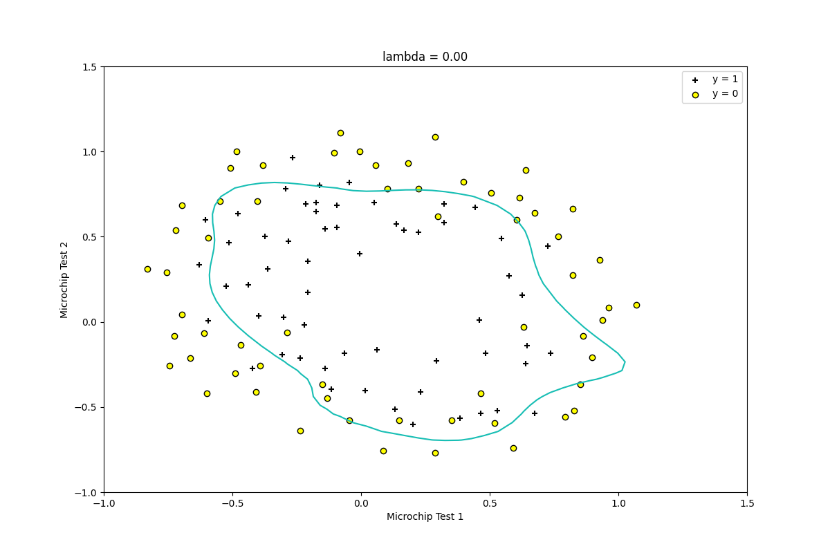 lambda = 0.00
y = 1
y = 0
Microchip Test 2
1.5
1.0
0.5
0.0
−0.5
−1.0
−1.0 −0.5 0.0 0.5 1.0 1.5
Microchip Test 1